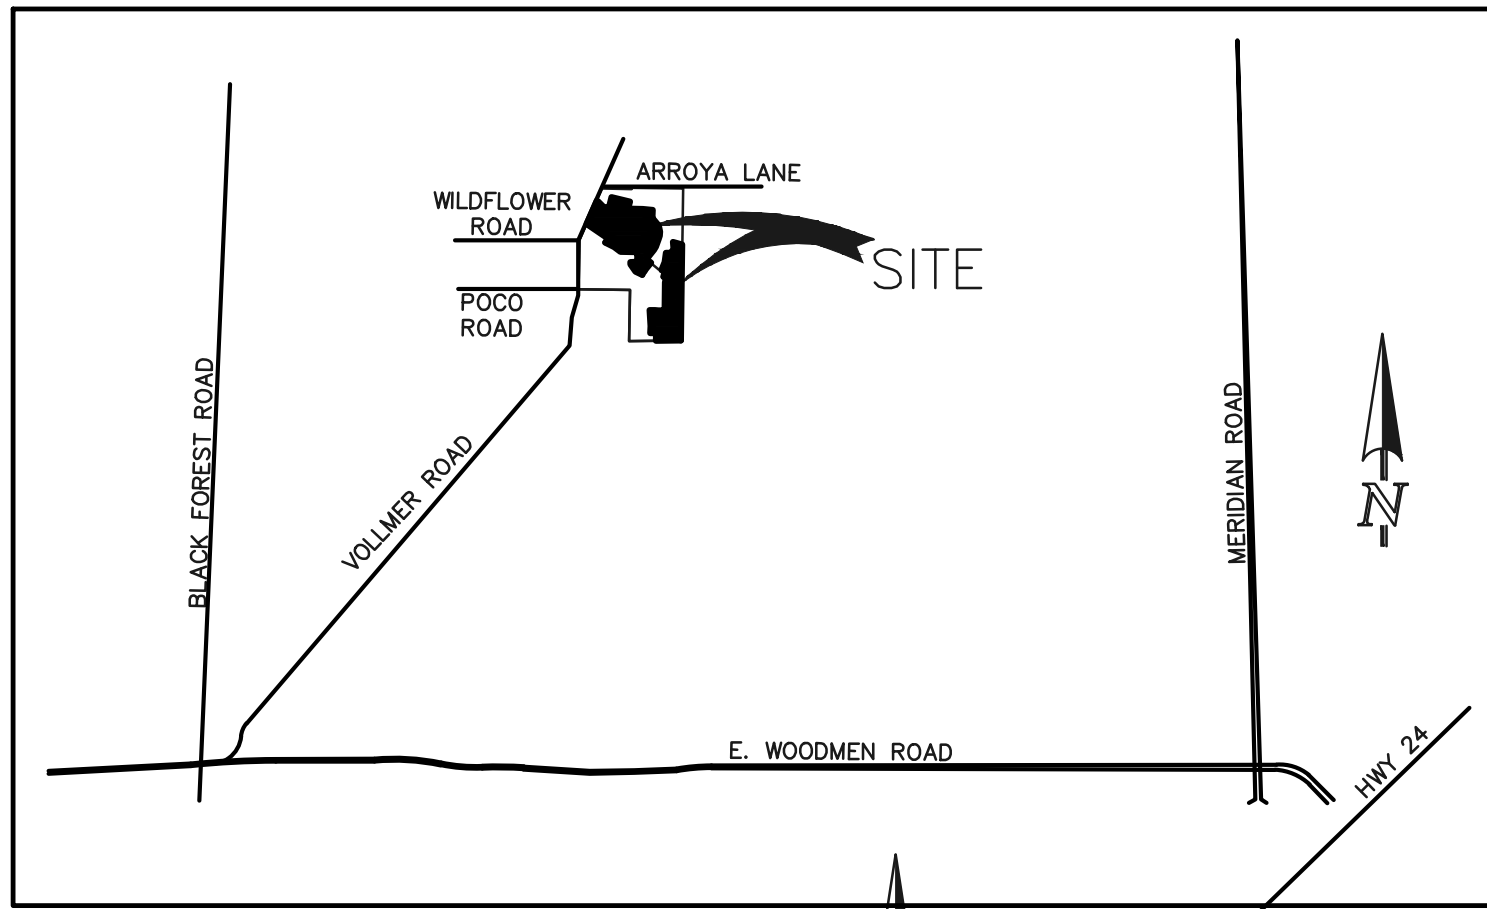 ARROYA LANE
WILDFLOWER
ROAD
SITE
POCO
ROAD
BLACK FOREST ROAD
VOLLMER ROAD
MERIDIAN ROAD
N
E. WOODMEN ROAD
HWY 24